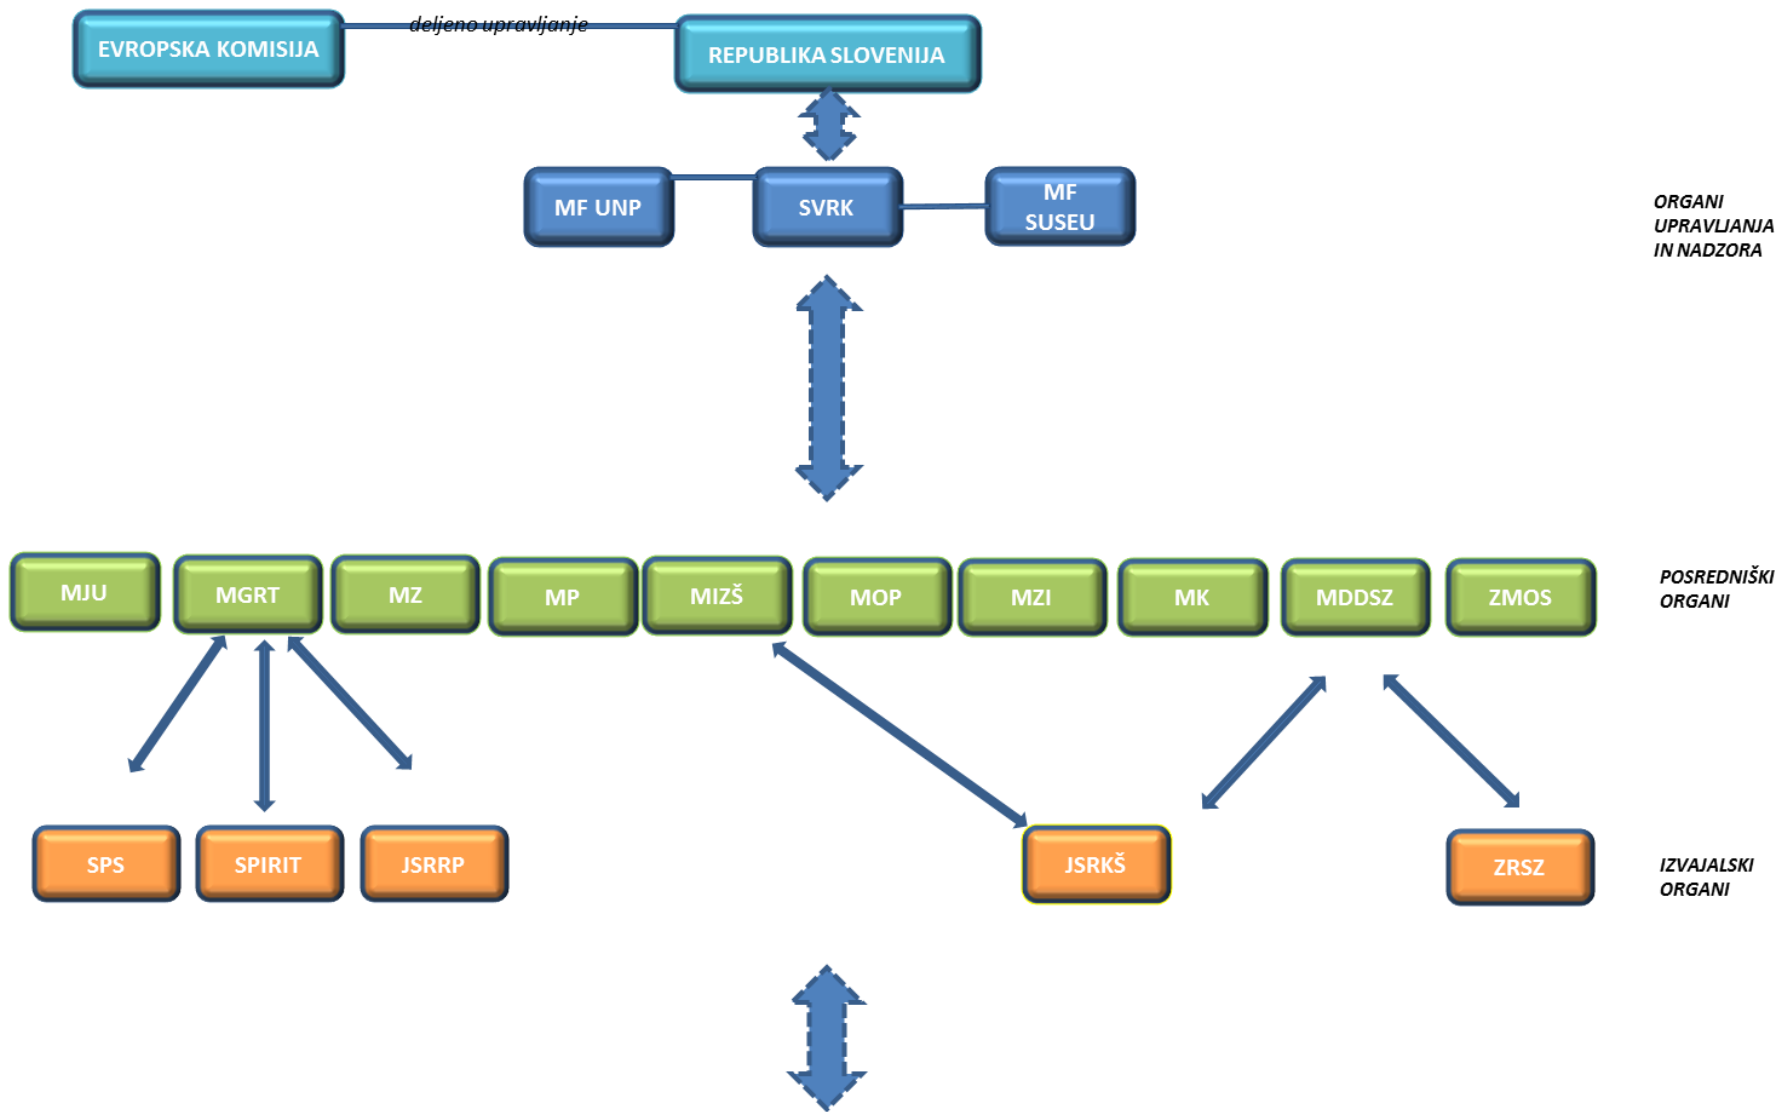 EVROPSKA KOMISIJA
deljeno upravljanje
REPUBLIKA SLOVENIJA
MF UNP
SVRK
MF
SUSEU
ORGANI
UPRAVLJANJA
IN NADZORA
MJU
MGRT
MZ
MP
MIZŠ
MOP
MZI
MK
MDDSZ
ZMOS
POSREDNIŠKI
ORGANI
SPS
SPIRIT
JSRRP
JSRKŠ
ZRSZ
IZVAJALSKI
ORGANI